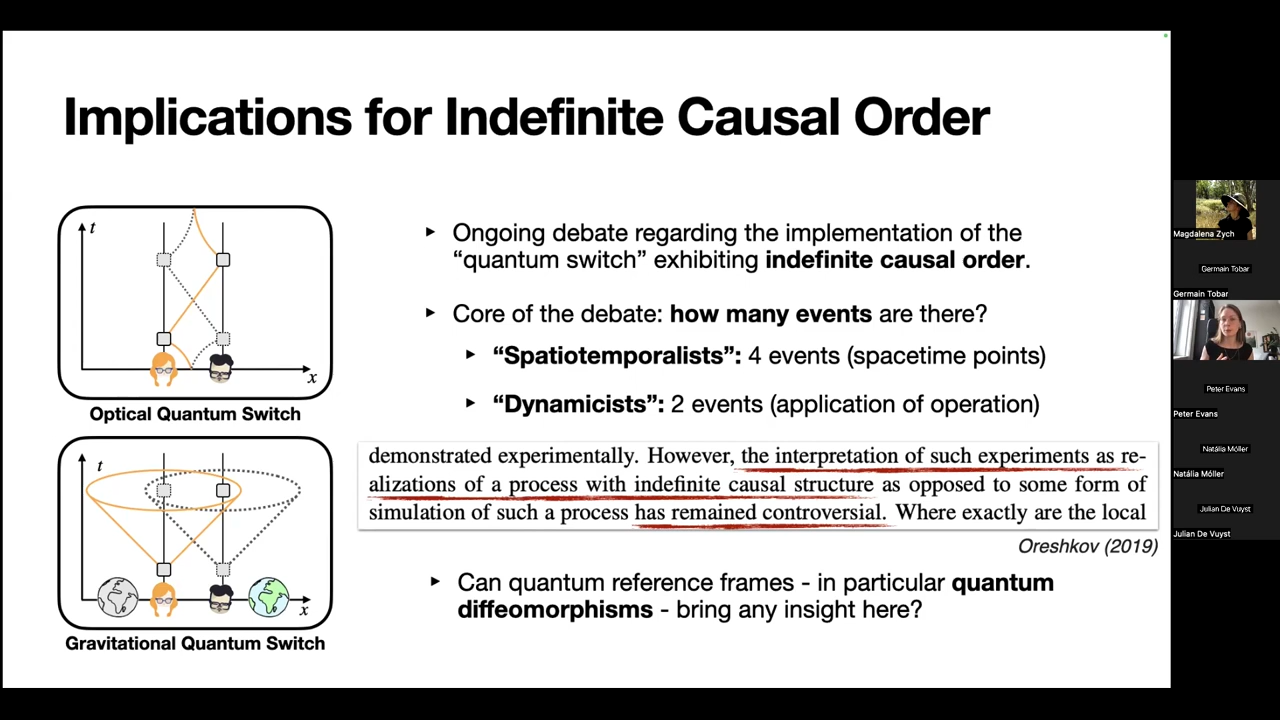 Implications for Indefinite Causal Order
t
x
Optical Quantum Switch
t
x
Gravitational Quantum Switch
‣ Ongoing debate regarding the implementation of the
“quantum switch” exhibiting indefinite causal order.
‣ Core of the debate: how many events are there?
‣ “Spatiotemporalists”: 4 events (spacetime points)
‣ “Dynamicists”: 2 events (application of operation)
demonstrated experimentally. However, the interpretation of such experiments as re-
alizations of a process with indefinite causal structure as opposed to some form of
simulation of such a process has remained controversial. Where exactly are the local
Oreshkov (2019)
‣ Can quantum reference frames - in particular quantum
diffeomorphisms - bring any insight here?
Magdalena Zych
Germain Tobar
Germain Tobar
Peter Evans
Peter Evans
Natália Móller
Natália Móller
Julian De Vuyst
Julian De Vuyst